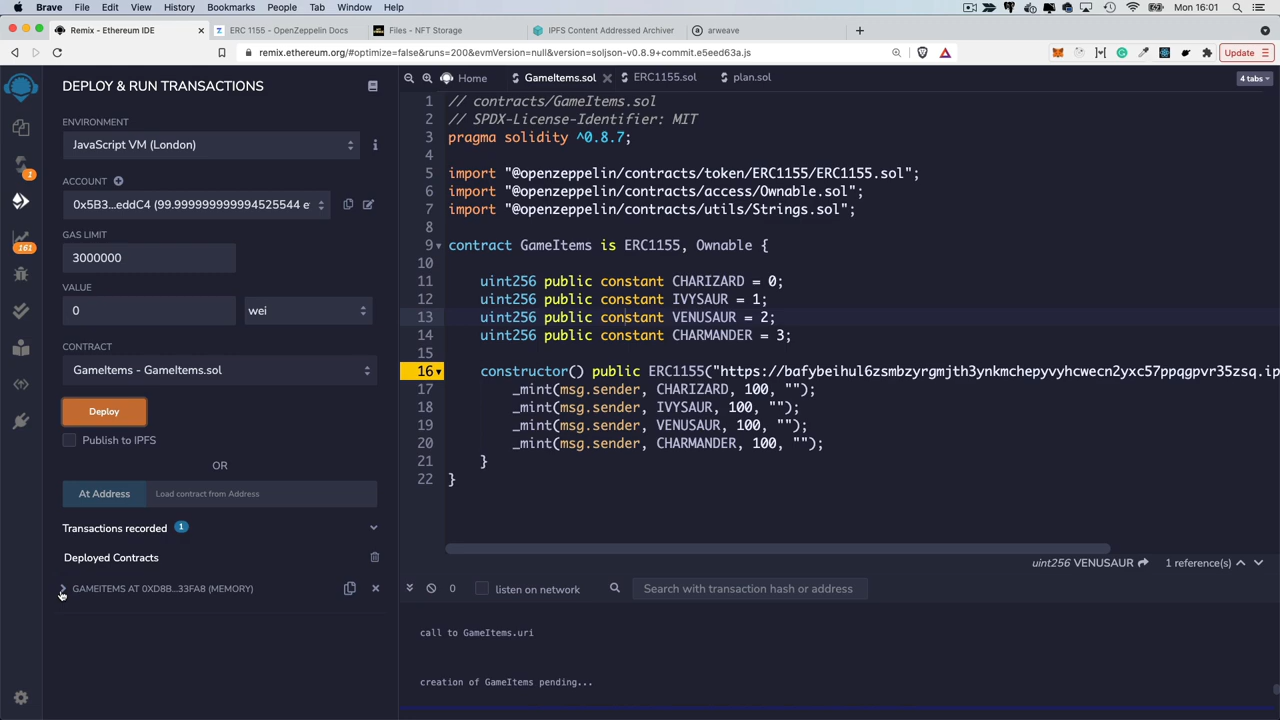 Brave File Edit View History Bookmarks People Tab Window Help Mon 16:01
Remix - Ethereum IDE ERC 1155 - OpenZeppelin Docs Files - NFT Storage IPFS Content Addressed Archiver arweave
remix.ethereum.org/#optimize=false&runs=200&evmVersion=null&version=soljson-v0.8.9+commit.e5eed63a.js Update
DEPLOY & RUN TRANSACTIONS
ENVIRONMENT
JavaScript VM (London)
ACCOUNT
0x5B3...eddC4 (99.999999999994525544 e
GAS LIMIT
3000000
VALUE
0 wei
CONTRACT
GameItems - GameItems.sol
Deploy
Publish to IPFS
OR
At Address Load contract from Address
Transactions recorded 1
Deployed Contracts
GAMEITEMS AT 0XD8B...33FA8 (MEMORY)
1
161
Home GameItems.sol ERC1155.sol plan.sol 4 tabs
1 // contracts/GameItems.sol
2 // SPDX-License-Identifier: MIT
3 pragma solidity ^0.8.7;
4
5 import "@openzeppelin/contracts/token/ERC1155/ERC1155.sol";
6 import "@openzeppelin/contracts/access/Ownable.sol";
7 import "@openzeppelin/contracts/utils/Strings.sol";
8
9 contract GameItems is ERC1155, Ownable {
10
11 uint256 public constant CHARIZARD = 0;
12 uint256 public constant IVYSAUR = 1;
13 uint256 public constant VENUSAUR = 2;
14 uint256 public constant CHARMANDER = 3;
15
16 constructor() public ERC1155("https://bafybeihul6zsmbzyrgmjth3ynkmchepyvyhcwecn2yxc57ppqgpvr35zsq.ip
17 _mint(msg.sender, CHARIZARD, 100, "");
18 _mint(msg.sender, IVYSAUR, 100, "");
19 _mint(msg.sender, VENUSAUR, 100, "");
20 _mint(msg.sender, CHARMANDER, 100, "");
21 }
22 }
uint256 VENUSAUR 1 reference(s)
0 listen on network Search with transaction hash or address
call to GameItems.uri
creation of GameItems pending...